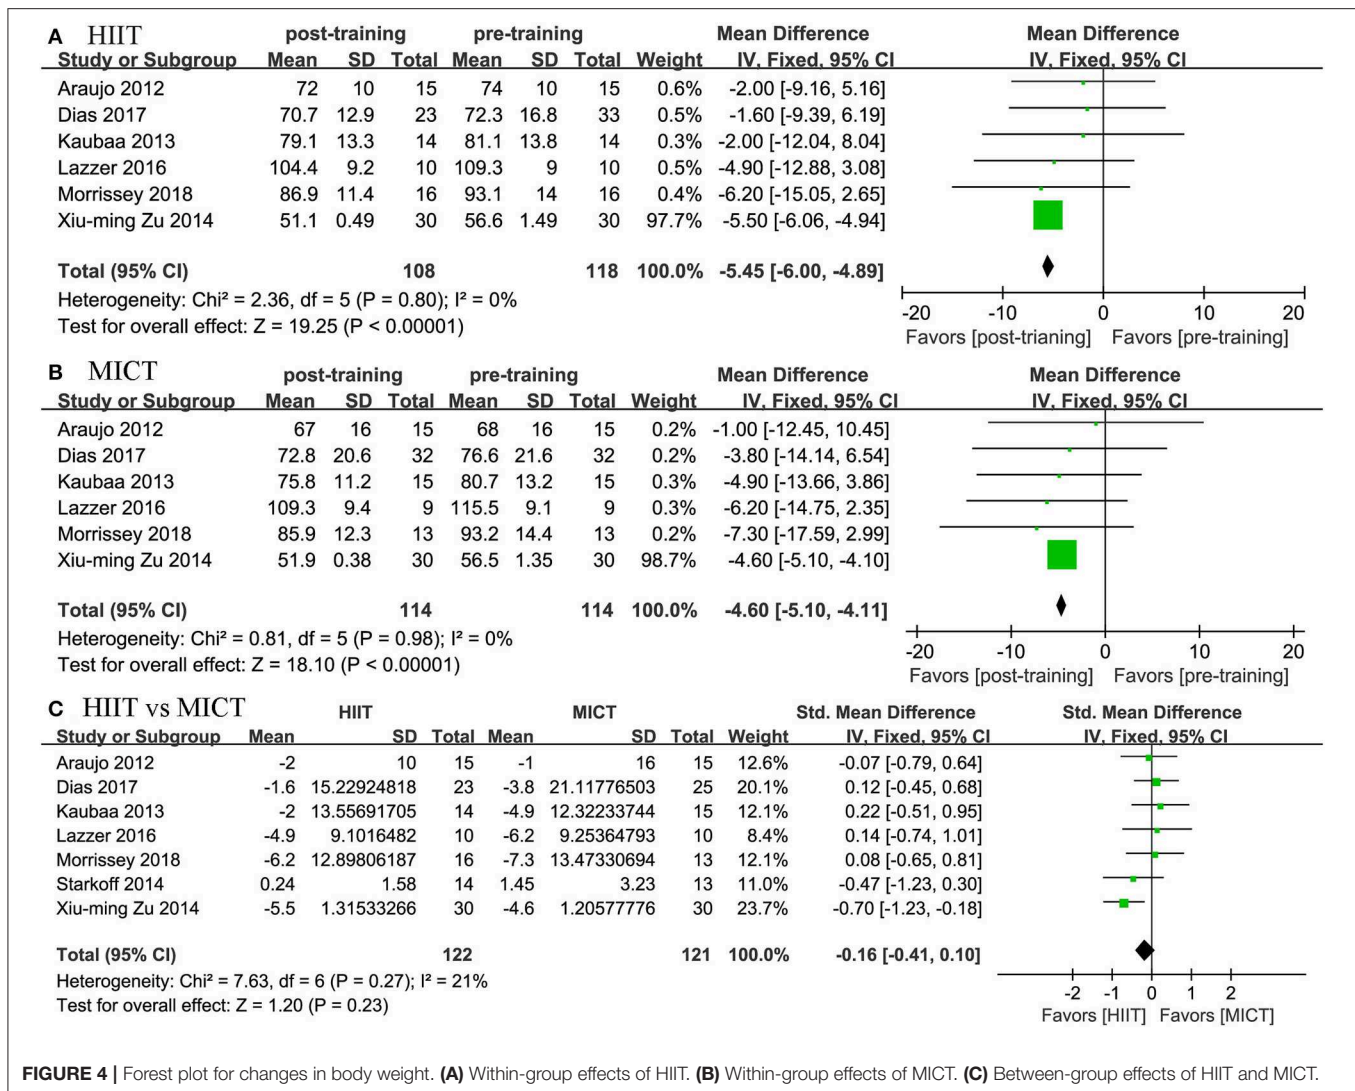 A HIIT post-training pre-training Mean Difference Mean Difference
Study or Subgroup Mean SD Total Mean SD Total Weight IV, Fixed, 95% CI IV, Fixed, 95% CI
Araujo 2012 72 10 15 74 10 15 0.6% -2.00 [-9.16, 5.16]
Dias 2017 70.7 12.9 23 72.3 16.8 33 0.5% -1.60 [-9.39, 6.19]
Kaubaa 2013 79.1 13.3 14 81.1 13.8 14 0.3% -2.00 [-12.04, 8.04]
Lazzer 2016 104.4 9.2 10 109.3 9 10 0.5% -4.90 [-12.88, 3.08]
Morrissey 2018 86.9 11.4 16 93.1 14 16 0.4% -6.20 [-15.05, 2.65]
Xiu-ming Zu 2014 51.1 0.49 30 56.6 1.49 30 97.7% -5.50 [-6.06, -4.94]
Total (95% CI) 108 118 100.0% -5.45 [-6.00, -4.89]
Heterogeneity: Chi² = 2.36, df = 5 (P = 0.80); I² = 0%
Test for overall effect: Z = 19.25 (P < 0.00001)
-20 -10 0 10 20
Favors [post-trianing] Favors [pre-training]
B MICT post-training pre-training Mean Difference Mean Difference
Study or Subgroup Mean SD Total Mean SD Total Weight IV, Fixed, 95% CI IV, Fixed, 95% CI
Araujo 2012 67 16 15 68 16 15 0.2% -1.00 [-12.45, 10.45]
Dias 2017 72.8 20.6 32 76.6 21.6 32 0.2% -3.80 [-14.14, 6.54]
Kaubaa 2013 75.8 11.2 15 80.7 13.2 15 0.3% -4.90 [-13.66, 3.86]
Lazzer 2016 109.3 9.4 9 115.5 9.1 9 0.3% -6.20 [-14.75, 2.35]
Morrissey 2018 85.9 12.3 13 93.2 14.4 13 0.2% -7.30 [-17.59, 2.99]
Xiu-ming Zu 2014 51.9 0.38 30 56.5 1.35 30 98.7% -4.60 [-5.10, -4.10]
Total (95% CI) 114 114 100.0% -4.60 [-5.10, -4.11]
Heterogeneity: Chi² = 0.81, df = 5 (P = 0.98); I² = 0%
Test for overall effect: Z = 18.10 (P < 0.00001)
-20 -10 0 10 20
Favors [post-training] Favors [pre-training]
C HIIT vs MICT HIIT MICT Std. Mean Difference Std. Mean Difference
Study or Subgroup Mean SD Total Mean SD Total Weight IV, Fixed, 95% CI IV, Fixed, 95% CI
Araujo 2012 -2 10 15 -1 16 15 12.6% -0.07 [-0.79, 0.64]
Dias 2017 -1.6 15.22924818 23 -3.8 21.11776503 25 20.1% 0.12 [-0.45, 0.68]
Kaubaa 2013 -2 13.55691705 14 -4.9 12.32233744 15 12.1% 0.22 [-0.51, 0.95]
Lazzer 2016 -4.9 9.1016482 10 -6.2 9.25364793 10 8.4% 0.14 [-0.74, 1.01]
Morrissey 2018 -6.2 12.89806187 16 -7.3 13.47330694 13 12.1% 0.08 [-0.65, 0.81]
Starkoff 2014 0.24 1.58 14 1.45 3.23 13 11.0% -0.47 [-1.23, 0.30]
Xiu-ming Zu 2014 -5.5 1.31533266 30 -4.6 1.20577776 30 23.7% -0.70 [-1.23, -0.18]
Total (95% CI) 122 121 100.0% -0.16 [-0.41, 0.10]
Heterogeneity: Chi² = 7.63, df = 6 (P = 0.27); I² = 21%
Test for overall effect: Z = 1.20 (P = 0.23)
-2 -1 0 1 2
Favors [HIIT] Favors [MICT]
FIGURE 4 | Forest plot for changes in body weight. (A) Within-group effects of HIIT. (B) Within-group effects of MICT. (C) Between-group effects of HIIT and MICT.